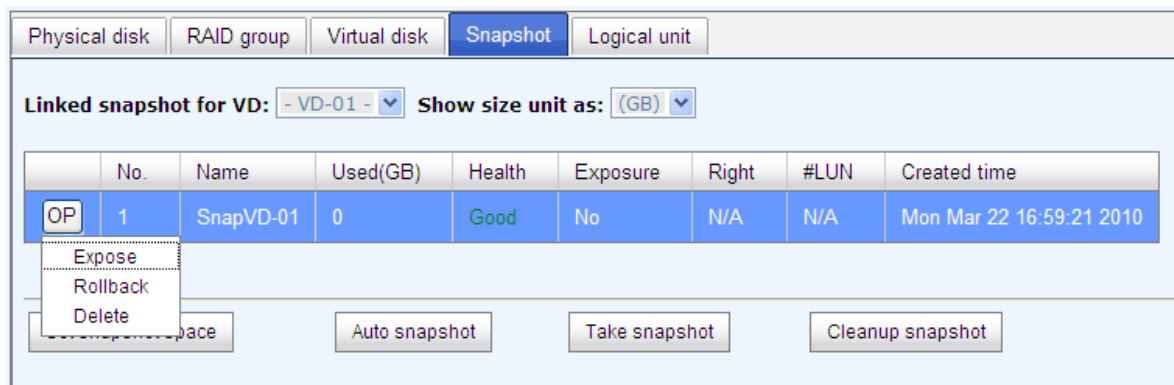 Physical disk RAID group Virtual disk Snapshot Logical unit
Linked snapshot for VD: - VD-01 - Show size unit as: (GB)
No. Name Used(GB) Health Exposure Right #LUN Created time
OP 1 SnapVD-01 0 Good No N/A N/A Mon Mar 22 16:59:21 2010
Expose
Rollback
Delete
Auto snapshot Take snapshot Cleanup snapshot